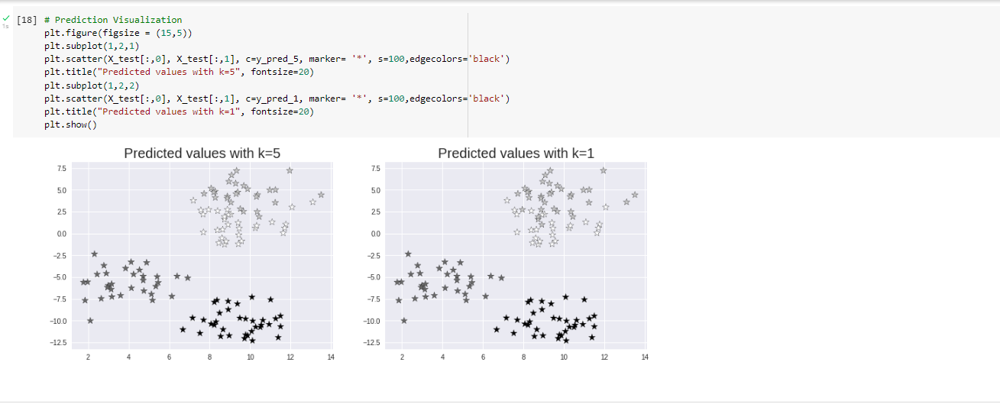 [18] # Prediction Visualization
1s
plt.figure(figsize = (15,5))
plt.subplot(1,2,1)
plt.scatter(X_test[:,0], X_test[:,1], c=y_pred_5, marker= '*', s=100,edgecolors='black')
plt.title("Predicted values with k=5", fontsize=20)
plt.subplot(1,2,2)
plt.scatter(X_test[:,0], X_test[:,1], c=y_pred_1, marker= '*', s=100,edgecolors='black')
plt.title("Predicted values with k=1", fontsize=20)
plt.show()
Predicted values with k=5
7.5
5.0
2.5
0.0
−2.5
−5.0
−7.5
−10.0
−12.5
2 4 6 8 10 12 14
Predicted values with k=1
7.5
5.0
2.5
0.0
−2.5
−5.0
−7.5
−10.0
−12.5
2 4 6 8 10 12 14